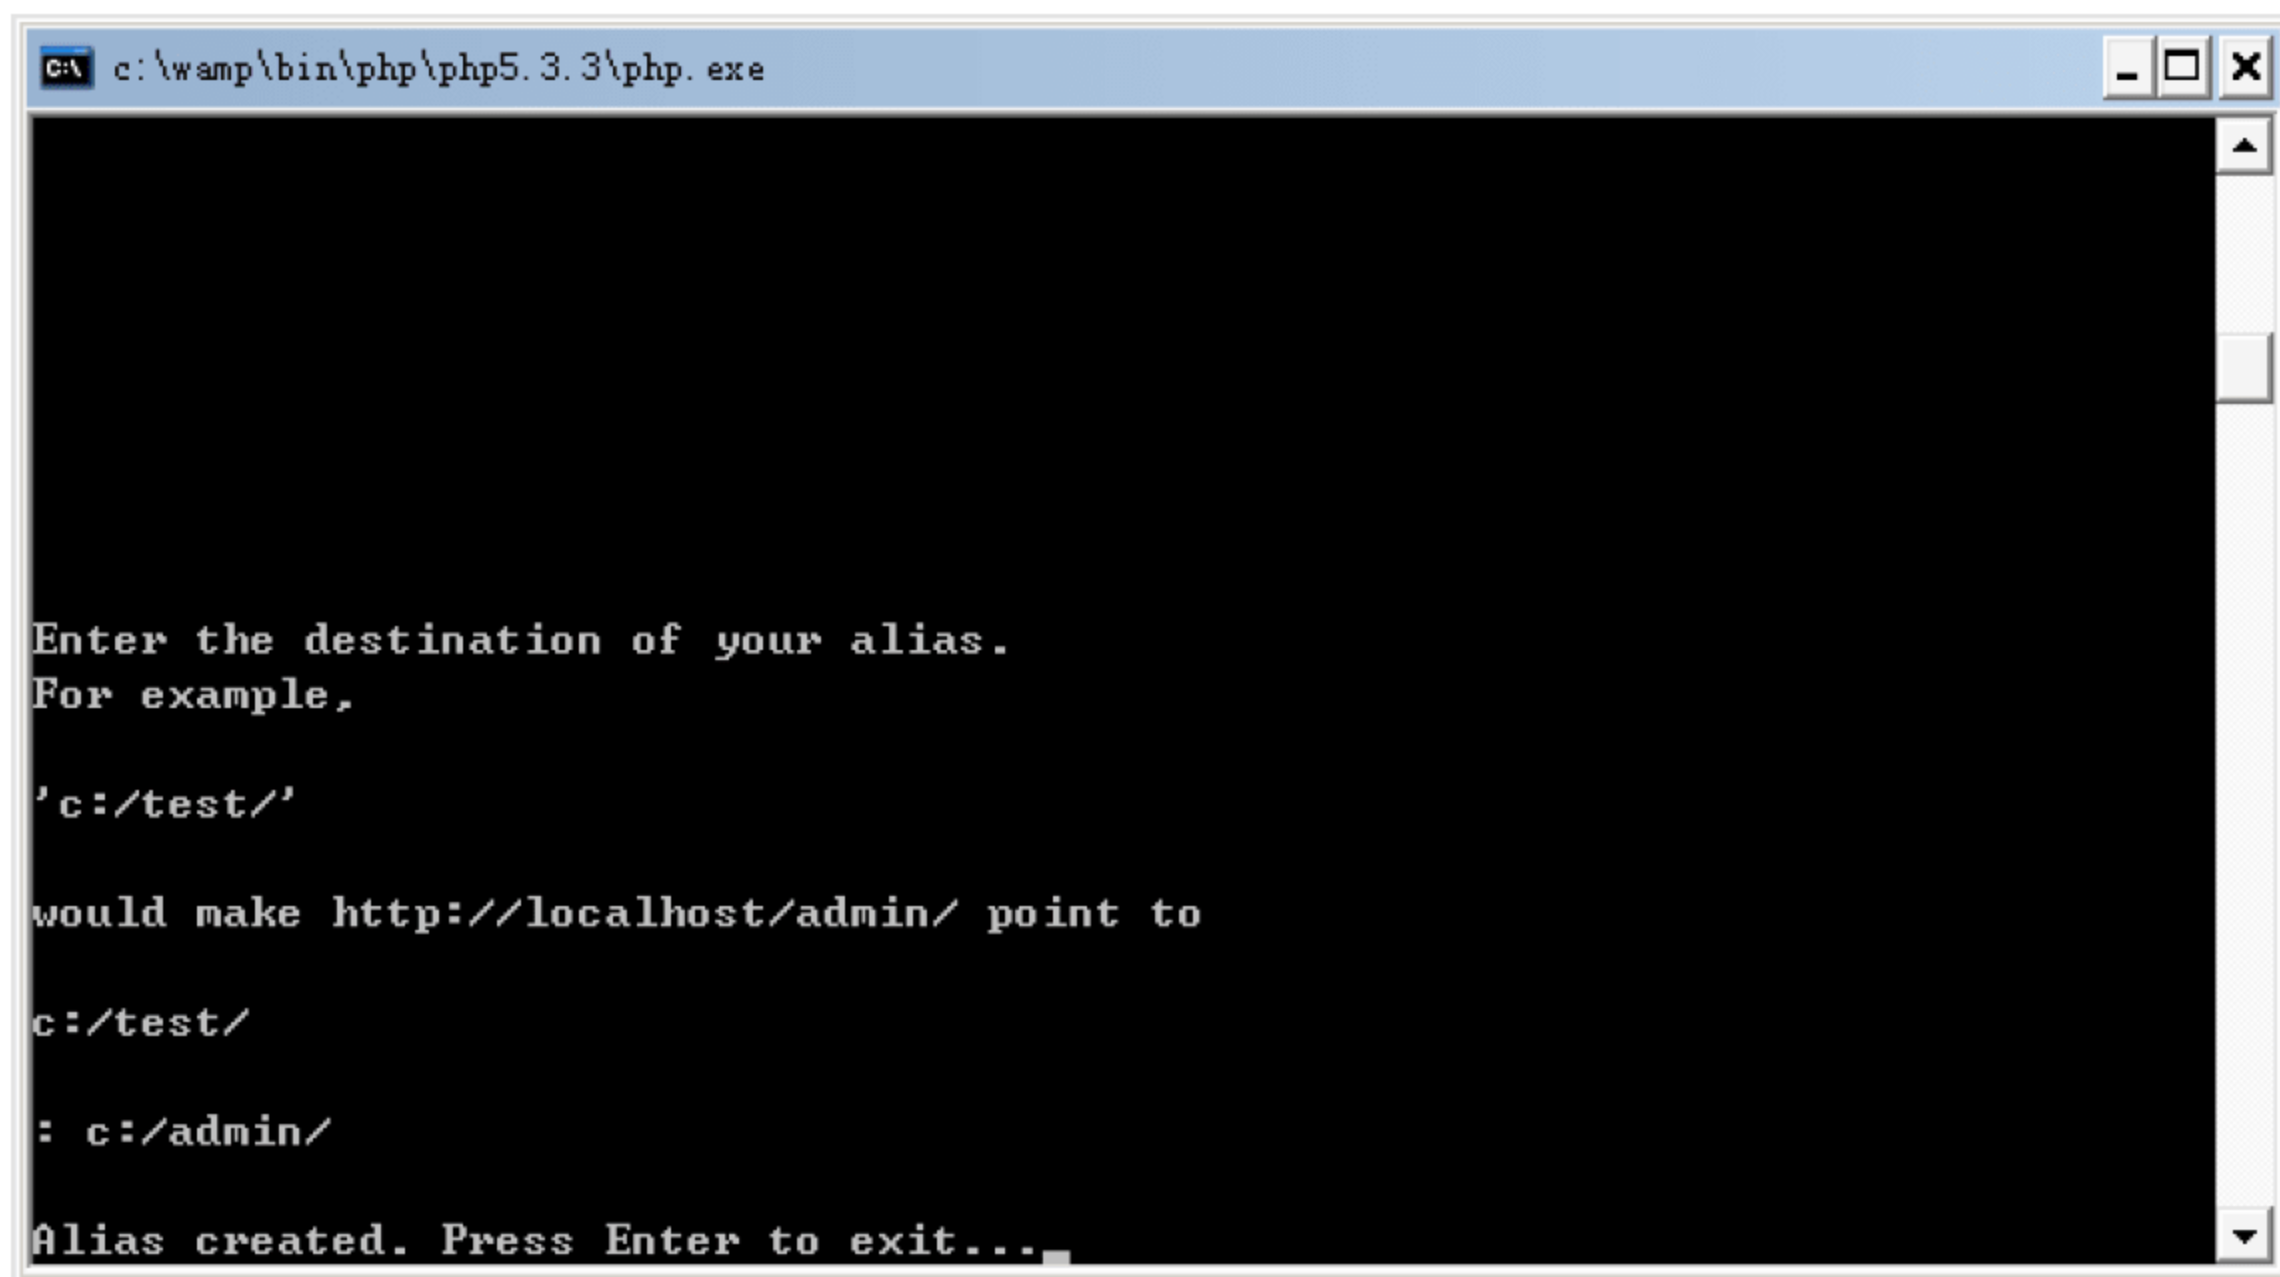 C:\ c:\wamp\bin\php\php5.3.3\php.exe
Enter the destination of your alias.
For example,
'c:/test/'
would make http://localhost/admin/ point to
c:/test/
: c:/admin/
Alias created. Press Enter to exit..._